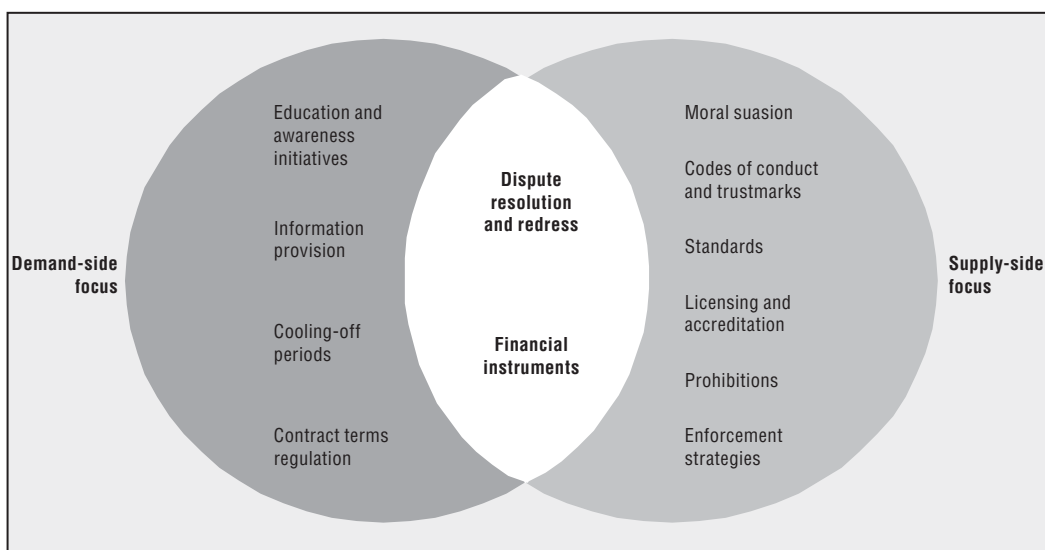 Demand-side
focus
Education and
awareness
initiatives
Information
provision
Cooling-off
periods
Contract terms
regulation
Dispute
resolution
and redress
Financial
instruments
Moral suasion
Codes of conduct
and trustmarks
Standards
Licensing and
accreditation
Prohibitions
Enforcement
strategies
Supply-side
focus